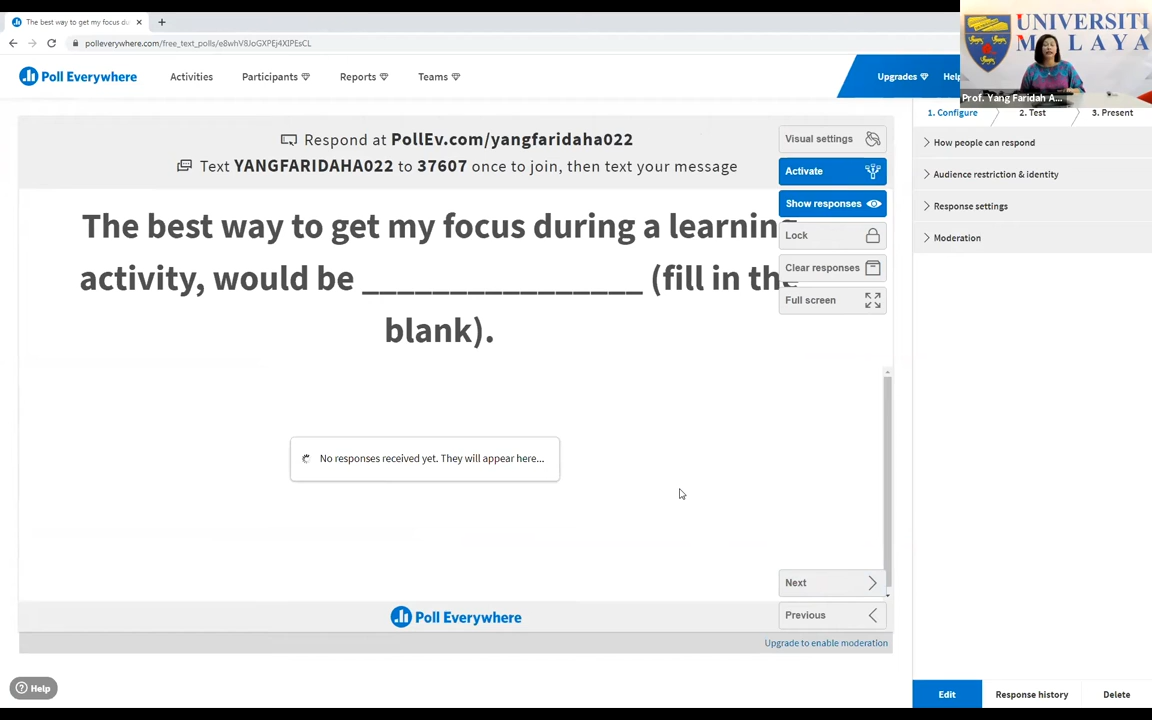 The best way to get my focus du
polleverywhere.com/free_text_polls/e8whV8JoGXPEj4XIPEsCL
UNIVERSITI
MALAYA
Prof. Yang Faridah A...
Poll Everywhere
Activities
Participants
Reports
Teams
Upgrades
Help
1. Configure
2. Test
3. Present
Respond at PollEv.com/yangfaridaha022
Text YANGFARIDAHA022 to 37607 once to join, then text your message
The best way to get my focus during a learning
activity, would be ________________ (fill in the
blank).
Visual settings
Activate
Show responses
Lock
Clear responses
Full screen
How people can respond
Audience restriction & identity
Response settings
Moderation
No responses received yet. They will appear here...
Next
Previous
Poll Everywhere
Upgrade to enable moderation
Help
Edit
Response history
Delete